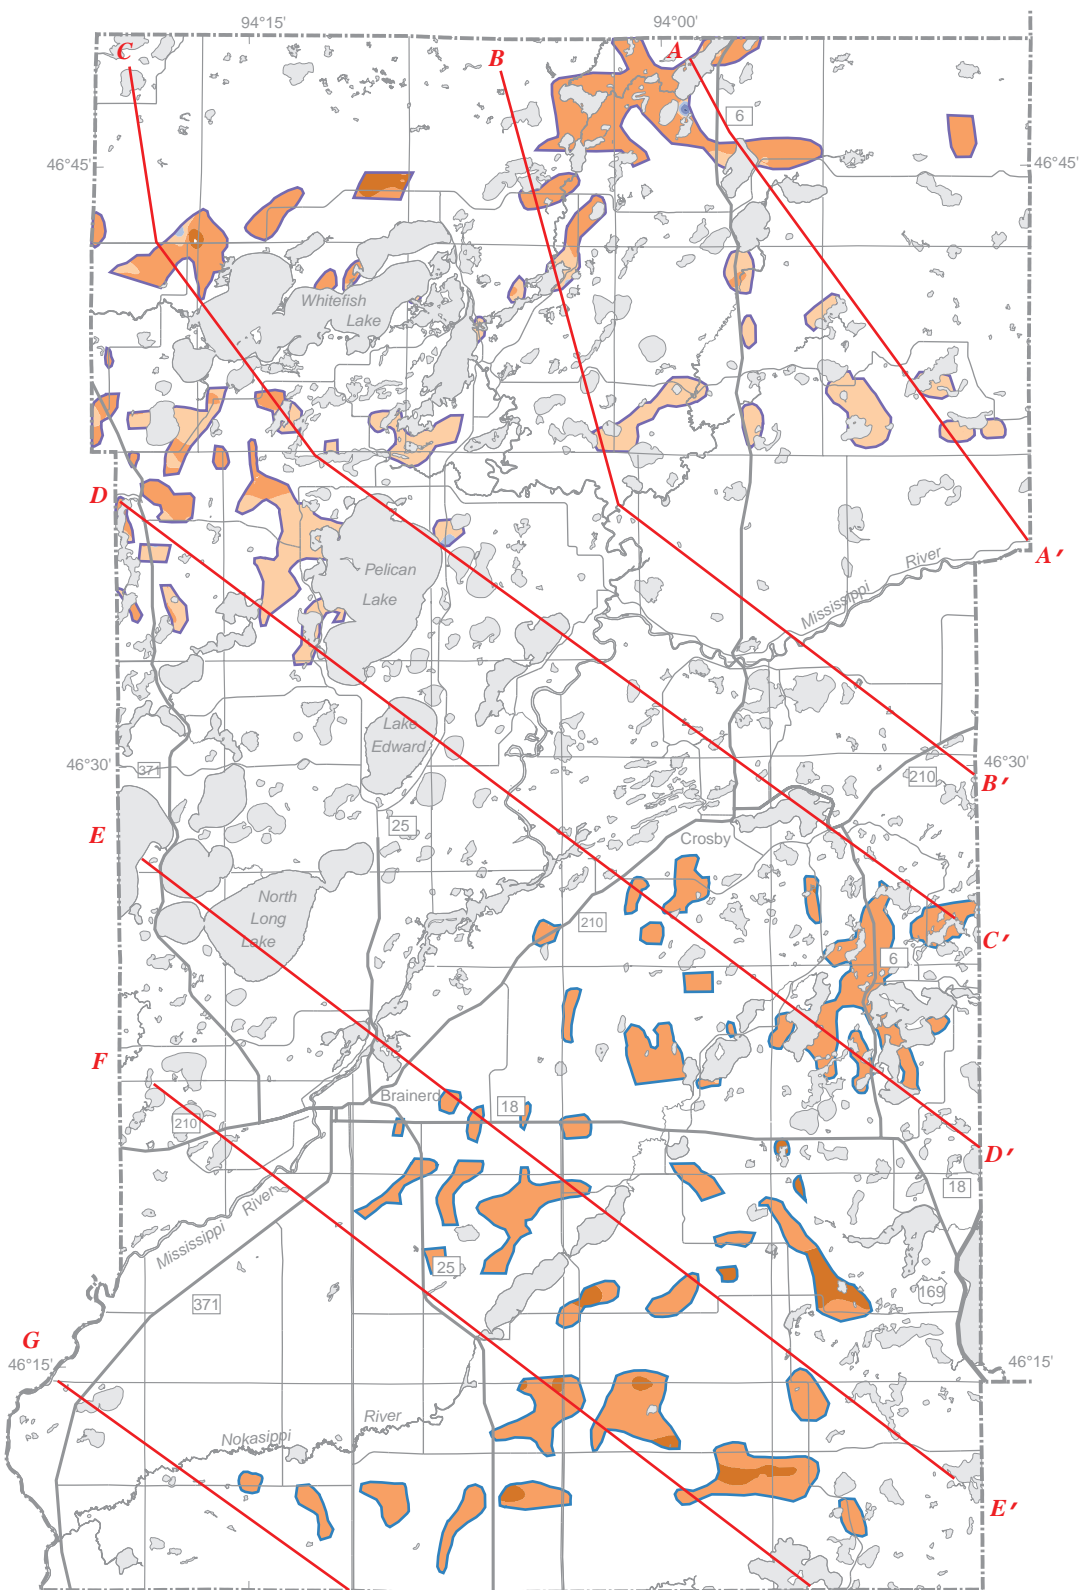 94°15'
94°00'
C
B
A
6
46°45'
46°45'
Whitefish
Lake
D
Pelican
Lake
River
Mississippi
A′
Lake
Edward
46°30'
371
46°30'
210
B′
25
E
Crosby
North
Long
Lake
210
C′
6
F
Brainerd
18
210
D′
18
River
Mississippi
25
371
169
G
46°15'
46°15'
River
Nokasippi
E′